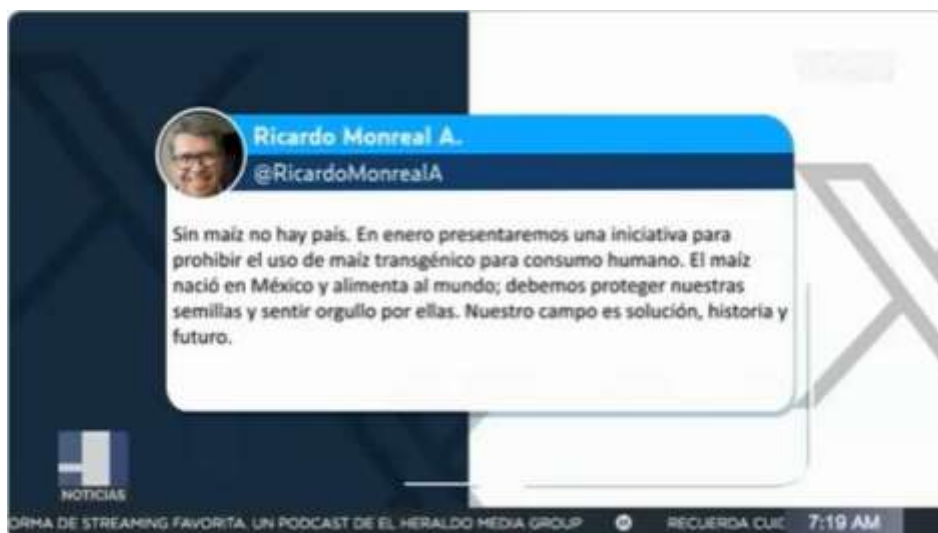 Ricardo Monreal A.
@RicardoMonrealA
Sin maíz no hay país. En enero presentaremos una iniciativa para
prohibir el uso de maíz transgénico para consumo humano. El maíz
nació en México y alimenta al mundo; debemos proteger nuestras
semillas y sentir orgullo por ellas. Nuestro campo es solución, historia y
futuro.
NOTICIAS
ORMA DE STREAMING FAVORITA. UN PODCAST DE EL HERALDO MEDIA GROUP RECUERDA CUIC 7:19 AM